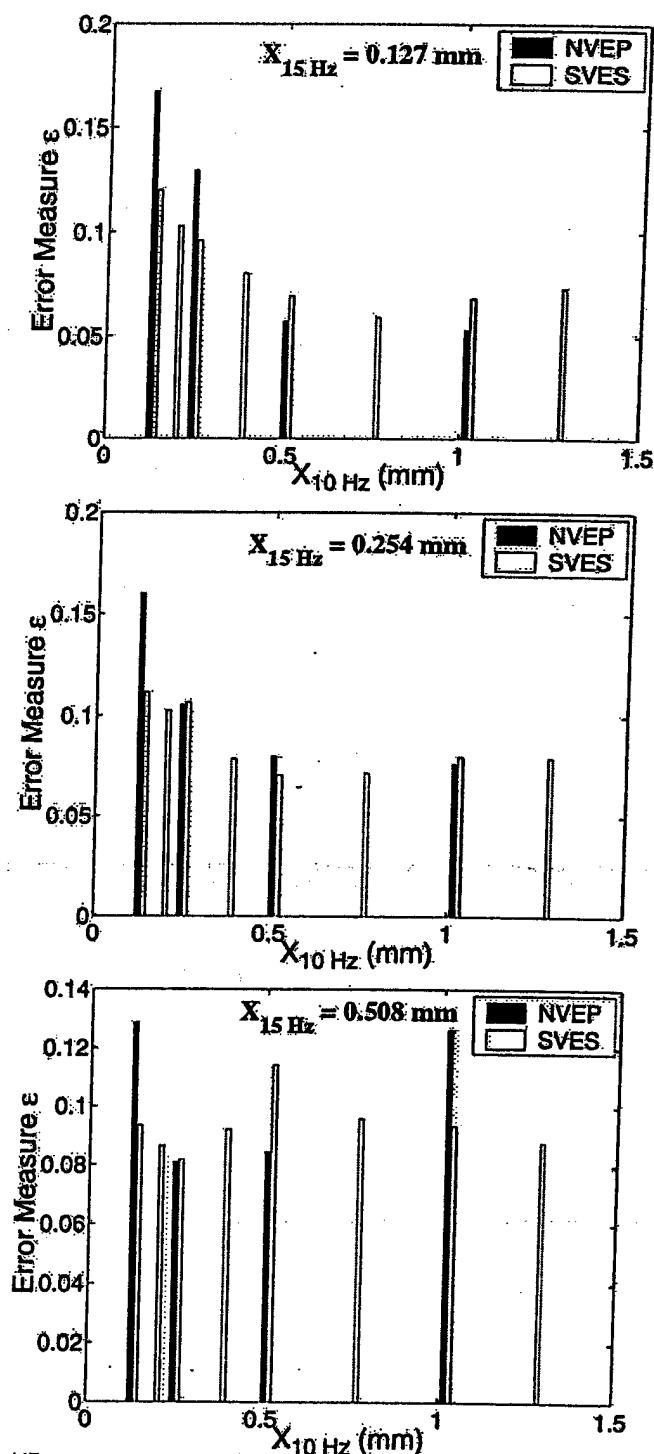 0.2
X15 Hz = 0.127 mm
NVEP
SVES
0.15
0.1
0.05
0
Error Measure ε
0
0.5
1
1.5
X10 Hz (mm)
0.2
X15 Hz = 0.254 mm
NVEP
SVES
0.15
0.1
0.05
0
Error Measure ε
0
0.5
1
1.5
X10 Hz (mm)
0.14
X15 Hz = 0.508 mm
NVEP
SVES
0.12
0.1
0.08
0.06
0.04
0.02
0
Error Measure ε
0
0.5
1
1.5
X10 Hz (mm)